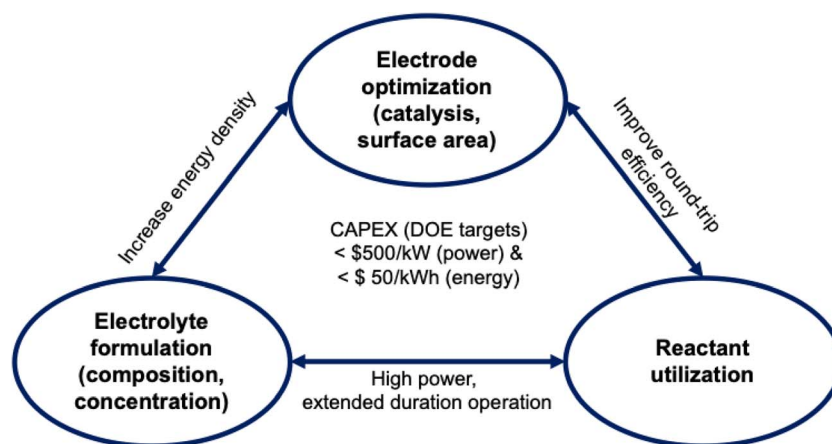 Electrode
optimization
(catalysis,
surface area)
Increase energy density
Improve round-trip
efficiency
CAPEX (DOE targets)
< $500/kW (power) &
< $ 50/kWh (energy)
Electrolyte
formulation
(composition,
concentration)
High power,
extended duration operation
Reactant
utilization